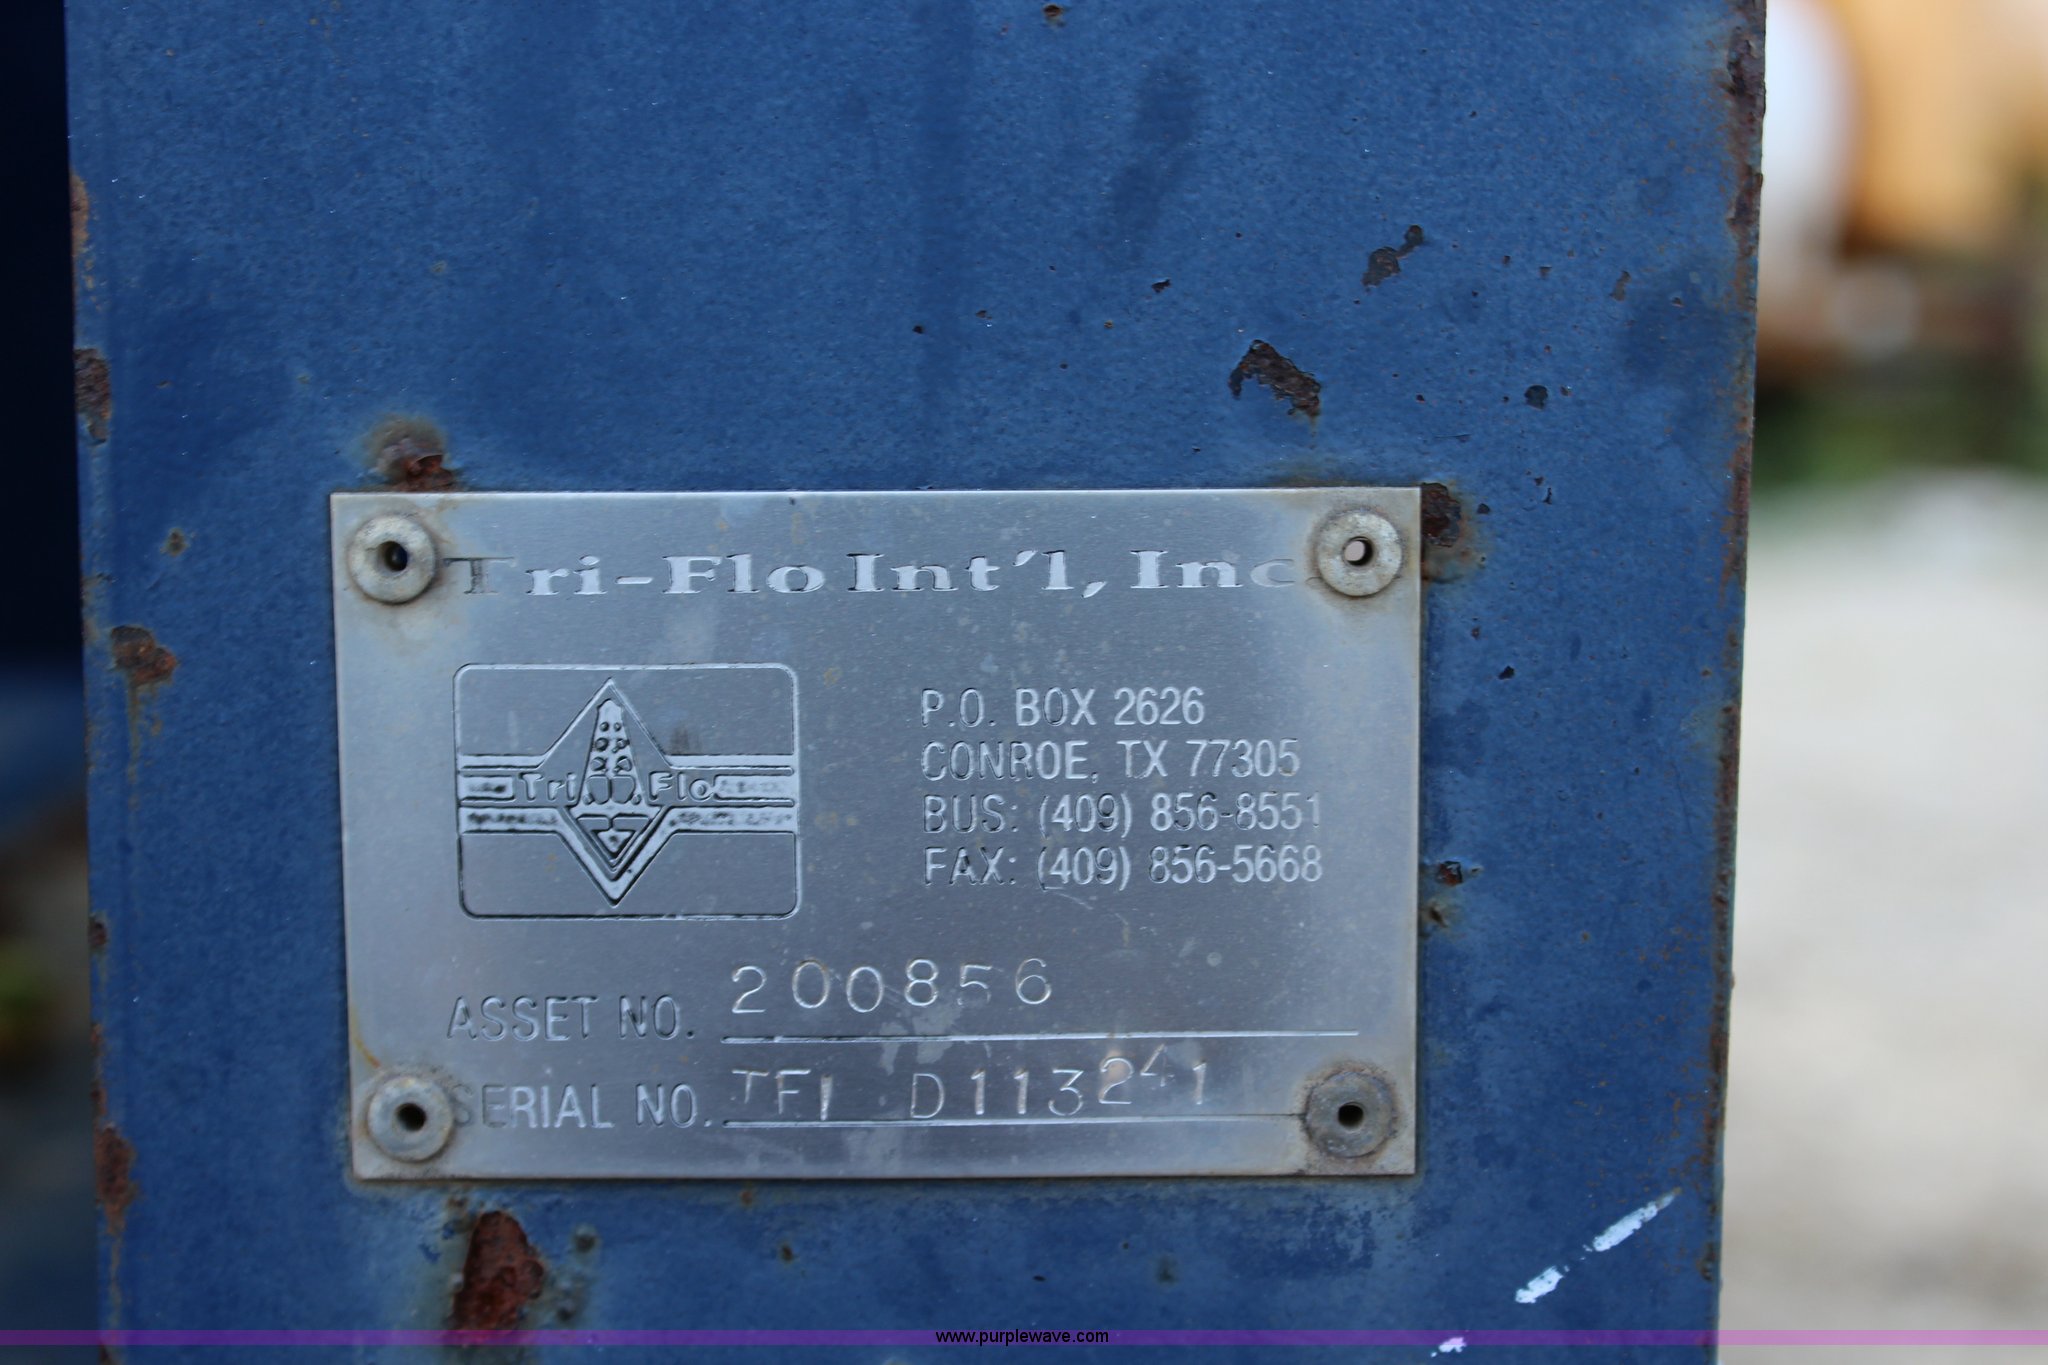 Tri-Flo Int'l, Inc.
Tri Flo
P.O. BOX 2626
CONROE, TX 77305
BUS: (409) 856-8551
FAX: (409) 856-5668
ASSET NO. 200856
SERIAL NO. TFI D113241
www.purplewave.com